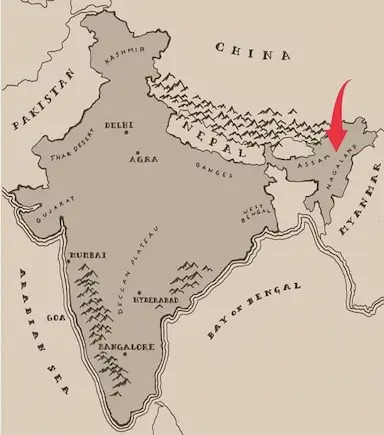 CHINA
KASHMIR
PAKISTAN
DELHI
NEPAL
THAR DESERT
AGRA
ASSAM
NAGALAND
GANGES
MYANMAR
GUJARAT
WEST
BENGAL
MUMBAI
DECCAN PLATEAU
HYDERABAD
BAY OF BENGAL
ARABIAN SEA
GOA
BANGALORE